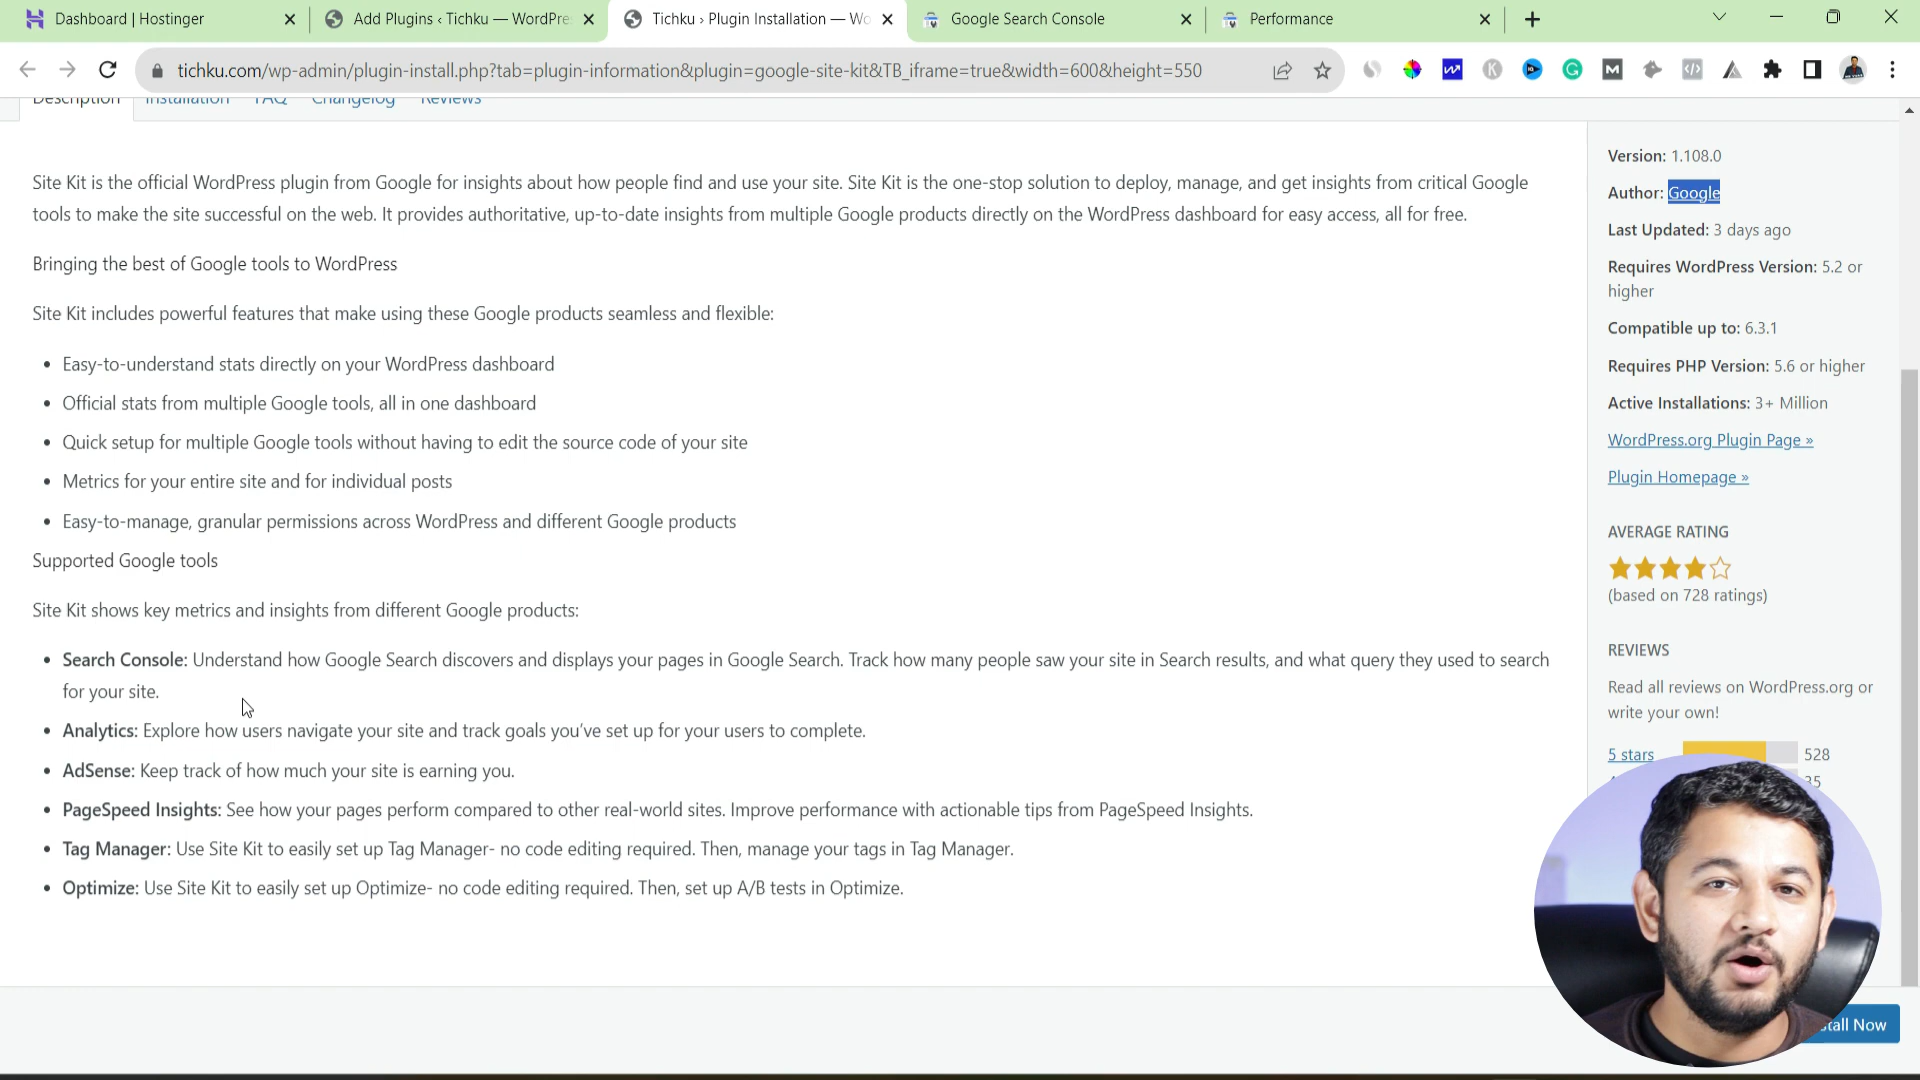 Dashboard | Hostinger
Add Plugins ‹ Tichku — WordPre
Tichku › Plugin Installation — Wo
Google Search Console
Performance
tichku.com/wp-admin/plugin-install.php?tab=plugin-information&plugin=google-site-kit&TB_iframe=true&width=600&height=550
Description Installation FAQ Changelog Reviews
Site Kit is the official WordPress plugin from Google for insights about how people find and use your site. Site Kit is the one-stop solution to deploy, manage, and get insights from critical Google
tools to make the site successful on the web. It provides authoritative, up-to-date insights from multiple Google products directly on the WordPress dashboard for easy access, all for free.
Bringing the best of Google tools to WordPress
Site Kit includes powerful features that make using these Google products seamless and flexible:
• Easy-to-understand stats directly on your WordPress dashboard
• Official stats from multiple Google tools, all in one dashboard
• Quick setup for multiple Google tools without having to edit the source code of your site
• Metrics for your entire site and for individual posts
• Easy-to-manage, granular permissions across WordPress and different Google products
Supported Google tools
Site Kit shows key metrics and insights from different Google products:
• Search Console: Understand how Google Search discovers and displays your pages in Google Search. Track how many people saw your site in Search results, and what query they used to search
for your site.
• Analytics: Explore how users navigate your site and track goals you’ve set up for your users to complete.
• AdSense: Keep track of how much your site is earning you.
• PageSpeed Insights: See how your pages perform compared to other real-world sites. Improve performance with actionable tips from PageSpeed Insights.
• Tag Manager: Use Site Kit to easily set up Tag Manager- no code editing required. Then, manage your tags in Tag Manager.
• Optimize: Use Site Kit to easily set up Optimize- no code editing required. Then, set up A/B tests in Optimize.
Version: 1.108.0
Author: Google
Last Updated: 3 days ago
Requires WordPress Version: 5.2 or
higher
Compatible up to: 6.3.1
Requires PHP Version: 5.6 or higher
Active Installations: 3+ Million
WordPress.org Plugin Page »
Plugin Homepage »
AVERAGE RATING
(based on 728 ratings)
REVIEWS
Read all reviews on WordPress.org or
write your own!
5 stars 528
35
Now